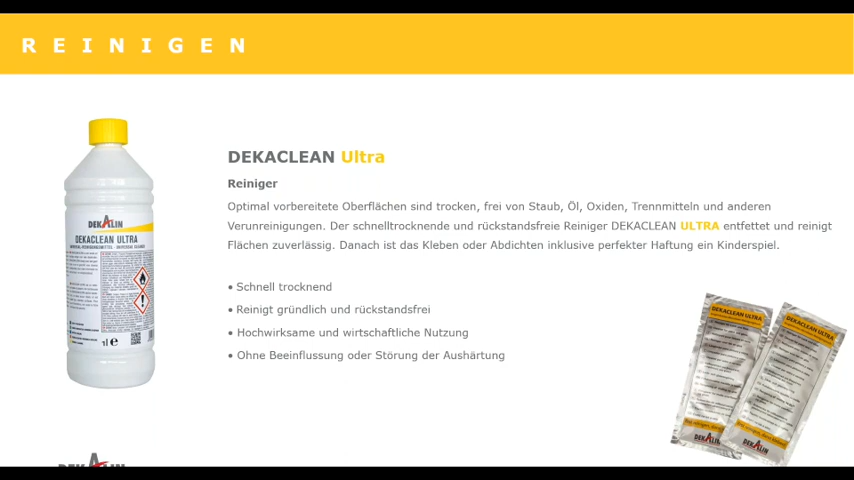 REINIGEN
DEKACLEAN Ultra
Reiniger
Optimal vorbereitete Oberflächen sind trocken, frei von Staub, Öl, Oxiden, Trennmitteln und anderen
Verunreinigungen. Der schnelltrocknende und rückstandsfreie Reiniger DEKACLEAN ULTRA entfettet und reinigt
Flächen zuverlässig. Danach ist das Kleben oder Abdichten inklusive perfekter Haftung ein Kinderspiel.
• Schnell trocknend
• Reinigt gründlich und rückstandsfrei
• Hochwirksame und wirtschaftliche Nutzung
• Ohne Beeinflussung oder Störung der Aushärtung
DEKALIN
DEKACLEAN ULTRA
1l e
DEKACLEAN ULTRA
DEKALIN
DEKACLEAN ULTRA
DEKALIN
DEKALIN